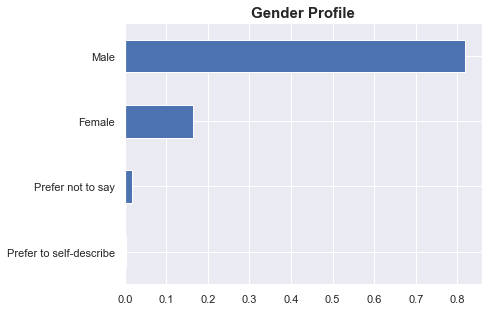 Gender Profile
Male
Female
Prefer not to say
Prefer to self-describe
0.0 0.1 0.2 0.3 0.4 0.5 0.6 0.7 0.8